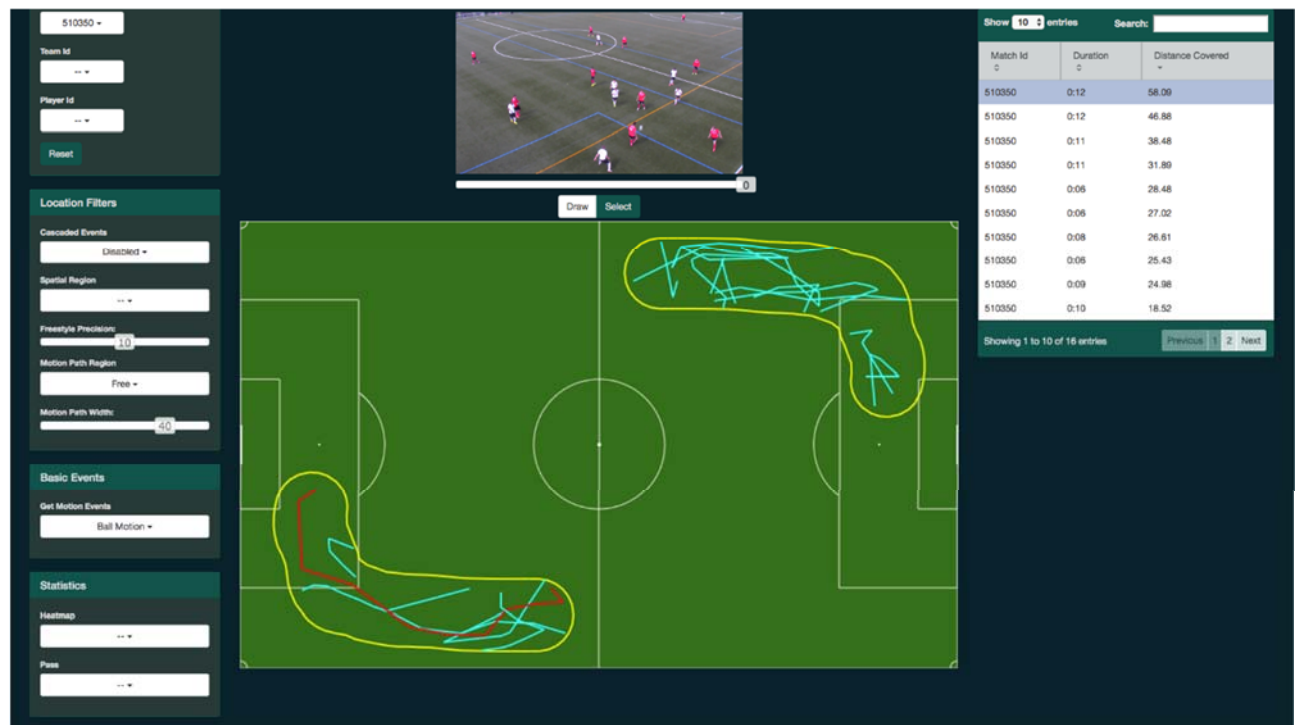 510350
Team Id
--
Player Id
--
Reset
Location Filters
Cascaded Events
Disabled
Spatial Region
--
Freestyle Precision:
10
Motion Path Region
Free
Motion Path Width:
40
Basic Events
Get Motion Events
Ball Motion
Statistics
Heatmap
--
Pass
--
0
Draw Select
Show 10 entries Search:
Match Id Duration Distance Covered
510350 0:12 58.09
510350 0:12 46.88
510350 0:11 38.48
510350 0:11 31.89
510350 0:06 28.48
510350 0:06 27.02
510350 0:08 26.61
510350 0:06 25.43
510350 0:09 24.98
510350 0:10 18.52
Showing 1 to 10 of 16 entries Previous 1 2 Next